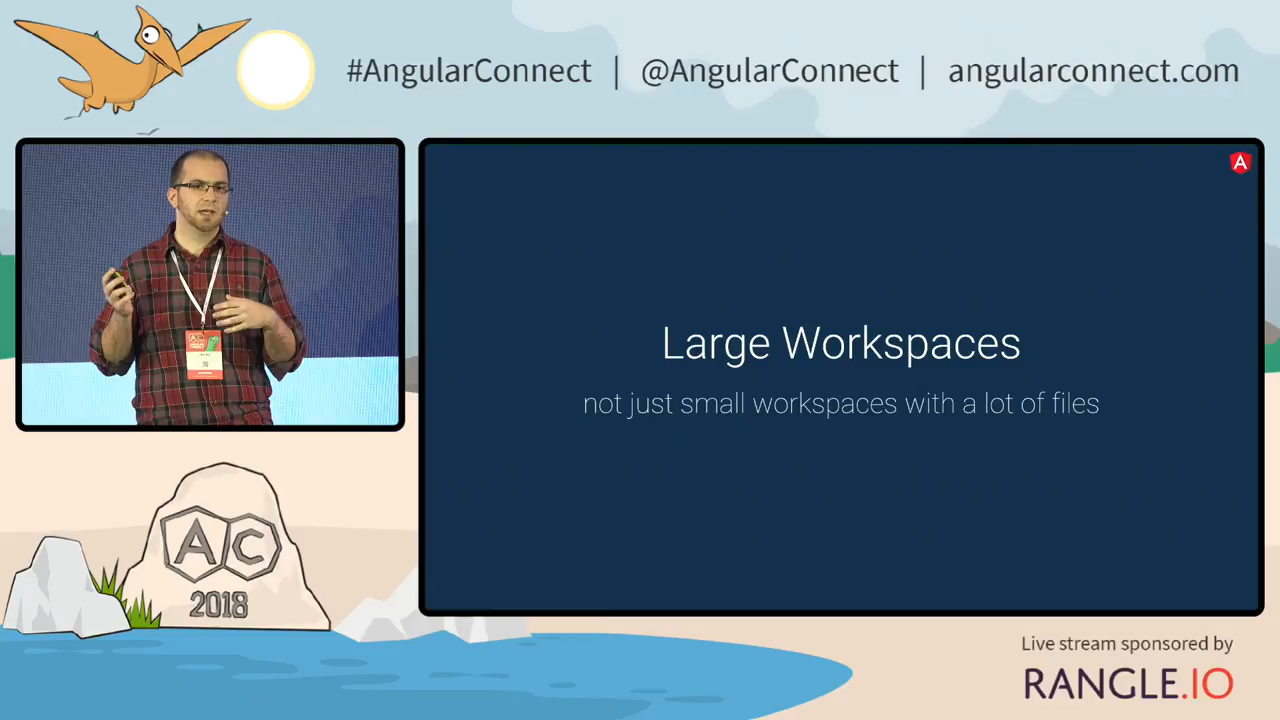 #AngularConnect | @AngularConnect | angularconnect.com
A
Large Workspaces
not just small workspaces with a lot of files
AC
AC
2018
Live stream sponsored by
RANGLE.IO